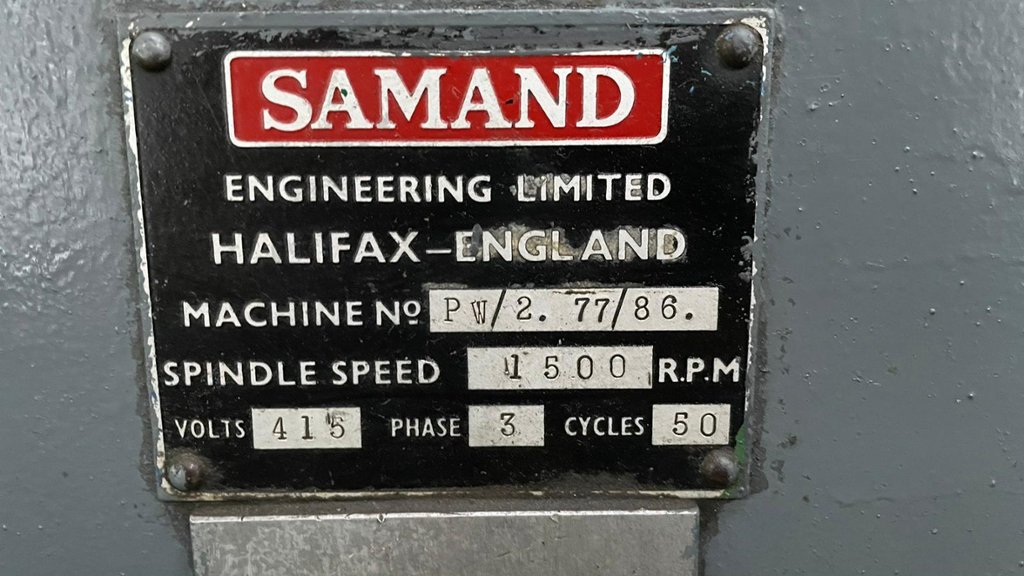 SAMAND
ENGINEERING LIMITED
HALIFAX-ENGLAND
MACHINE Nº PW/2. 77/86.
SPINDLE SPEED 1500 R.P.M
VOLTS 415 PHASE 3 CYCLES 50